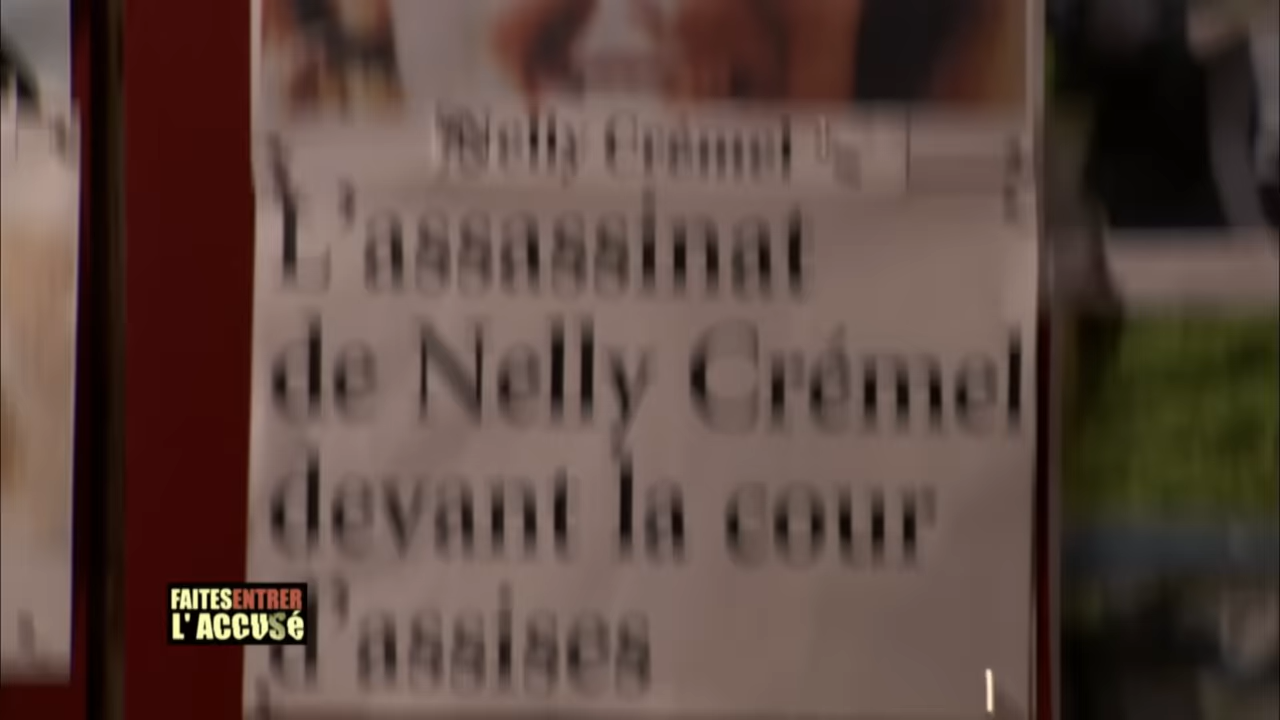 Nelly Crémel
L'assassinat
de Nelly Crémel
devant la cour
d'assises
FAITES ENTRER
L'ACCUSé